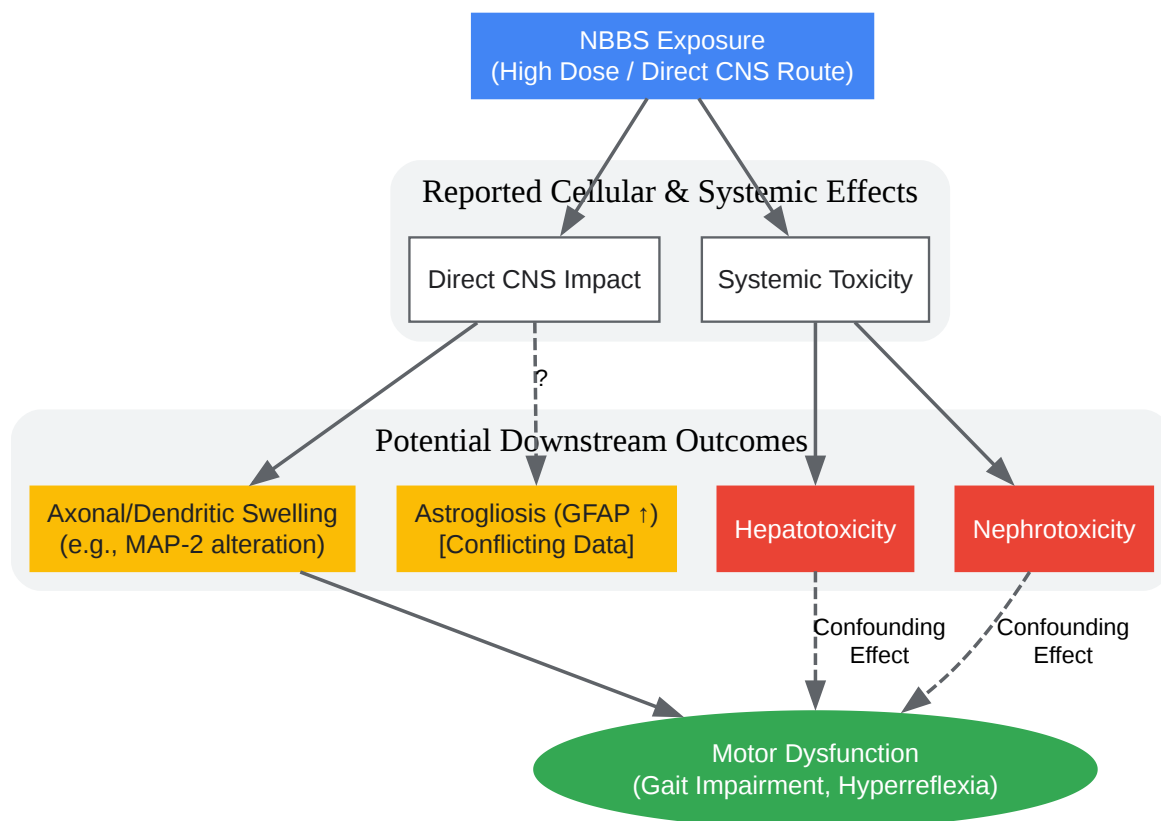 NBBS Exposure
(High Dose / Direct CNS Route)
Reported Cellular & Systemic Effects
Direct CNS Impact
Systemic Toxicity
?
Potential Downstream Outcomes
Axonal/Dendritic Swelling
(e.g., MAP-2 alteration)
Astrogliosis (GFAP ↑)
[Conflicting Data]
Hepatotoxicity
Nephrotoxicity
Confounding
Effect
Confounding
Effect
Motor Dysfunction
(Gait Impairment, Hyperreflexia)